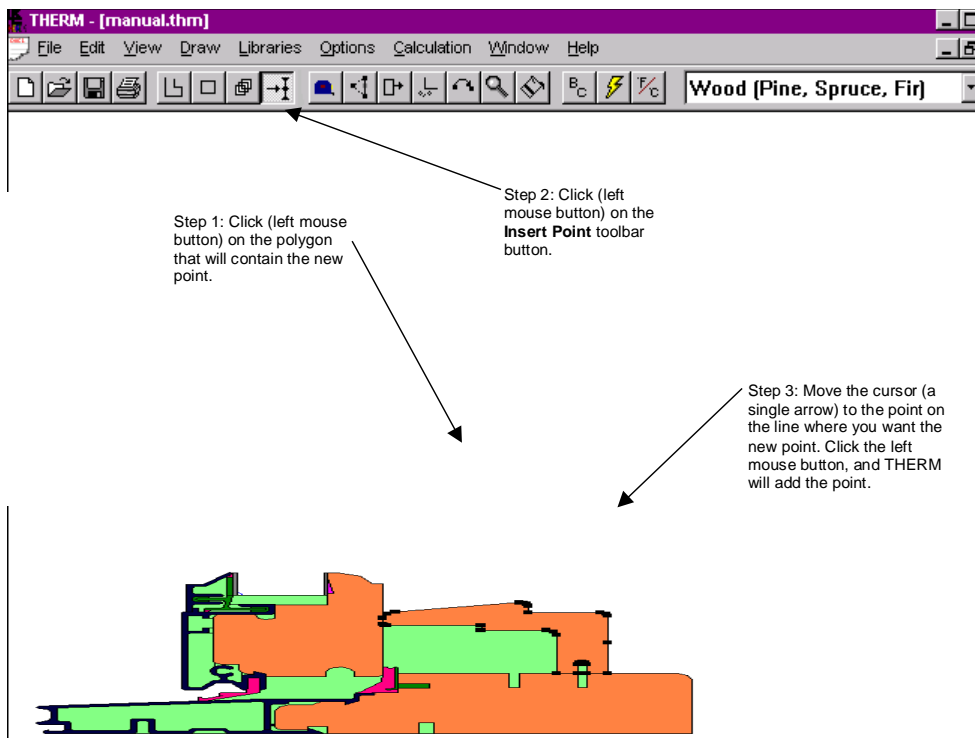 THERM - [manual.thm]
File Edit View Draw Libraries Options Calculation Window Help
BC °F/C Wood (Pine, Spruce, Fir)
Step 2: Click (left
mouse button) on the
Insert Point toolbar
button.
Step 1: Click (left mouse
button) on the polygon
that will contain the new
point.
Step 3: Move the cursor (a
single arrow) to the point on
the line where you want the
new point. Click the left
mouse button, and THERM
will add the point.